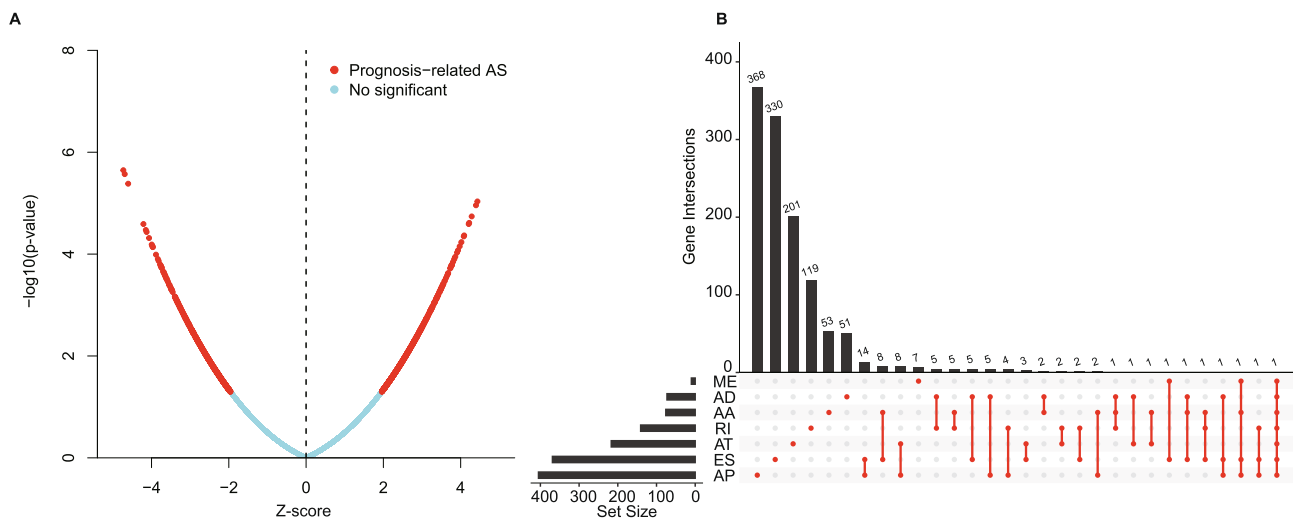 A
B
8
6
4
2
0
−log10(p−value)
−4 −2 0 2 4
Z−score
Prognosis−related AS
No significant
400
300
200
100
0
Gene Intersections
368 330 201 119 53 51 14 8 8 7 5 5 5 5 4 3 2 2 2 2 1 1 1 1 1 1 1 1 1 1
ME
AD
AA
RI
AT
ES
AP
400 300 200 100 0
Set Size